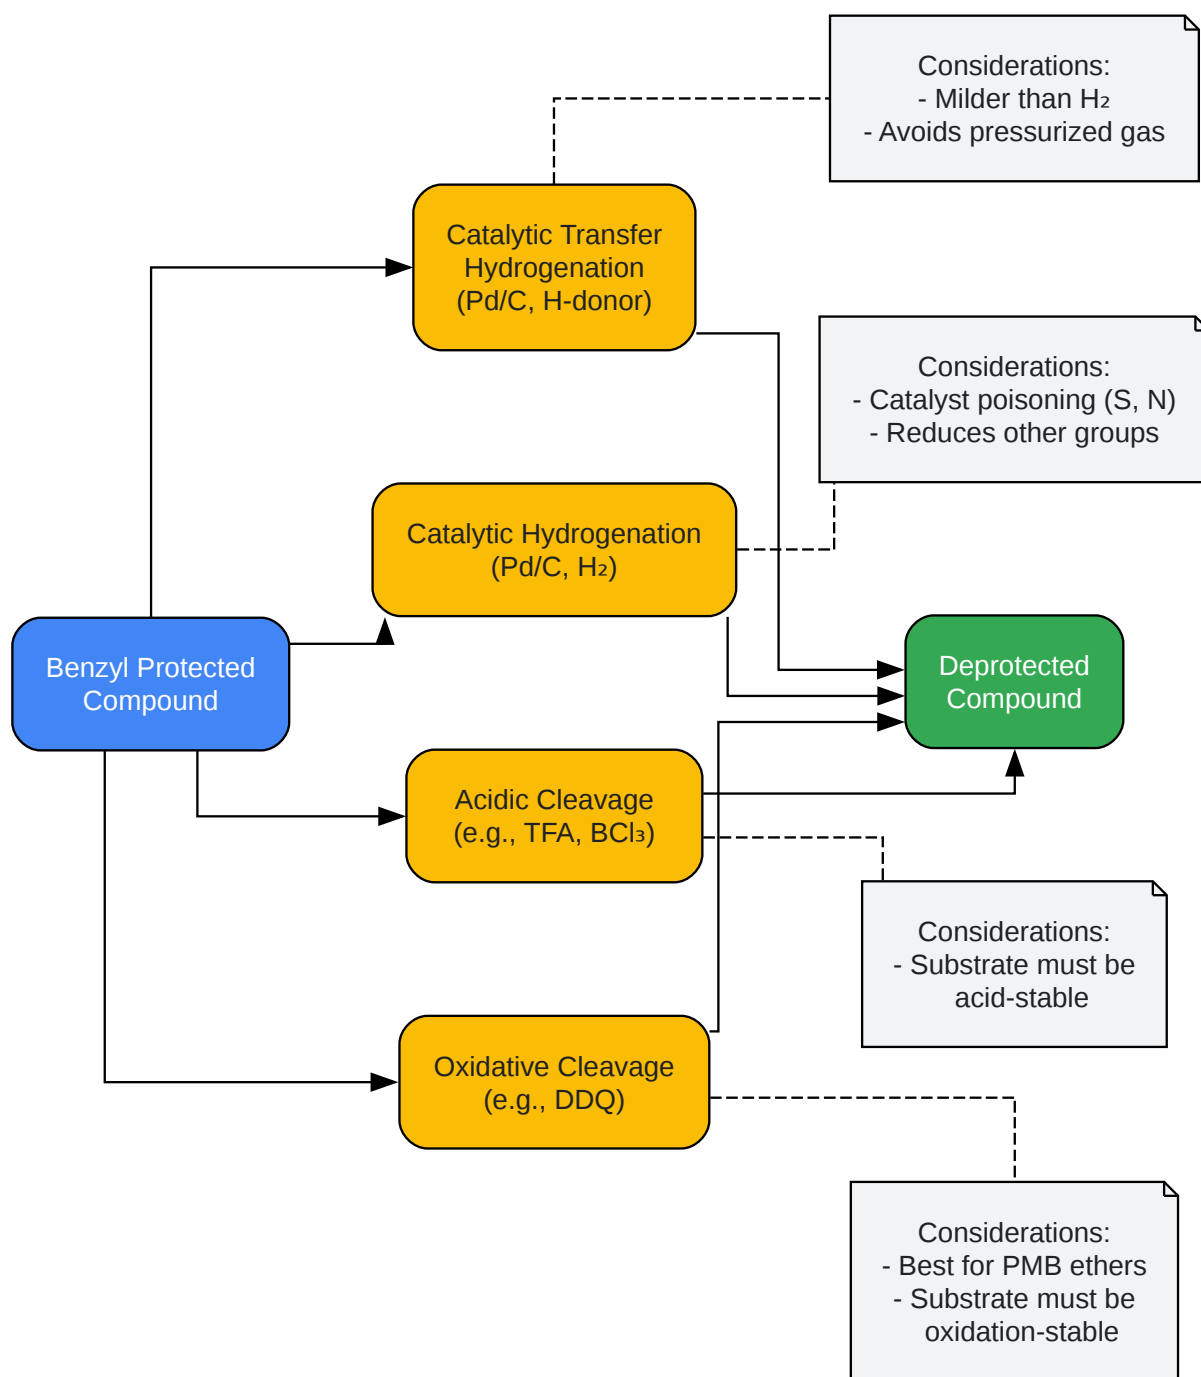 Considerations:
- Milder than H₂
- Avoids pressurized gas
Catalytic Transfer
Hydrogenation
(Pd/C, H-donor)
Considerations:
- Catalyst poisoning (S, N)
- Reduces other groups
Catalytic Hydrogenation
(Pd/C, H₂)
Benzyl Protected
Compound
Deprotected
Compound
Acidic Cleavage
(e.g., TFA, BCl₃)
Considerations:
- Substrate must be
acid-stable
Oxidative Cleavage
(e.g., DDQ)
Considerations:
- Best for PMB ethers
- Substrate must be
oxidation-stable